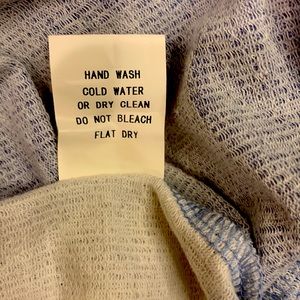 HAND WASH
COLD WATER
OR DRY CLEAN
DO NOT BLEACH
FLAT DRY